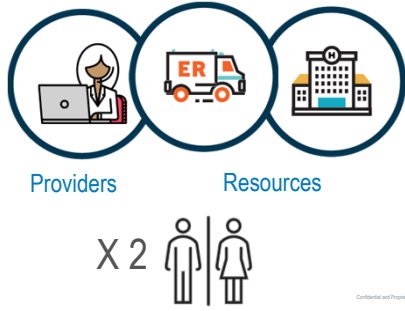 ER
H
Providers Resources
X 2
Confidential and Propri